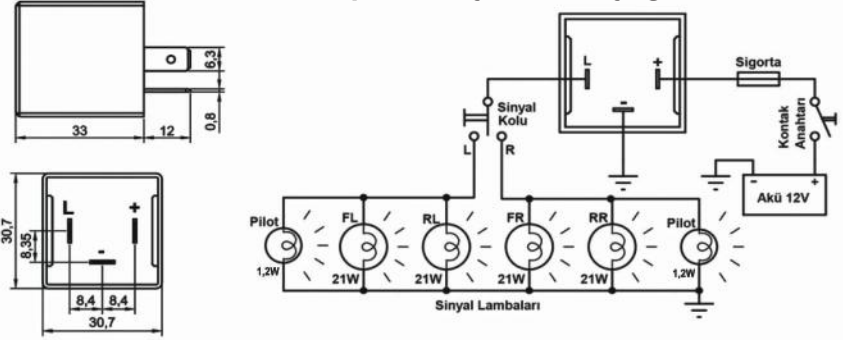 6,3
0,8
33
12
L
+
-
30,7
8,35
8,4
8,4
30,7
L
+
-
Sigorta
Kontak
Anahtarı
- +
Akü 12V
Sinyal
Kolu
L R
Pilot FL RL FR RR Pilot
1,2W 21W 21W 21W 21W 1,2W
Sinyal Lambaları